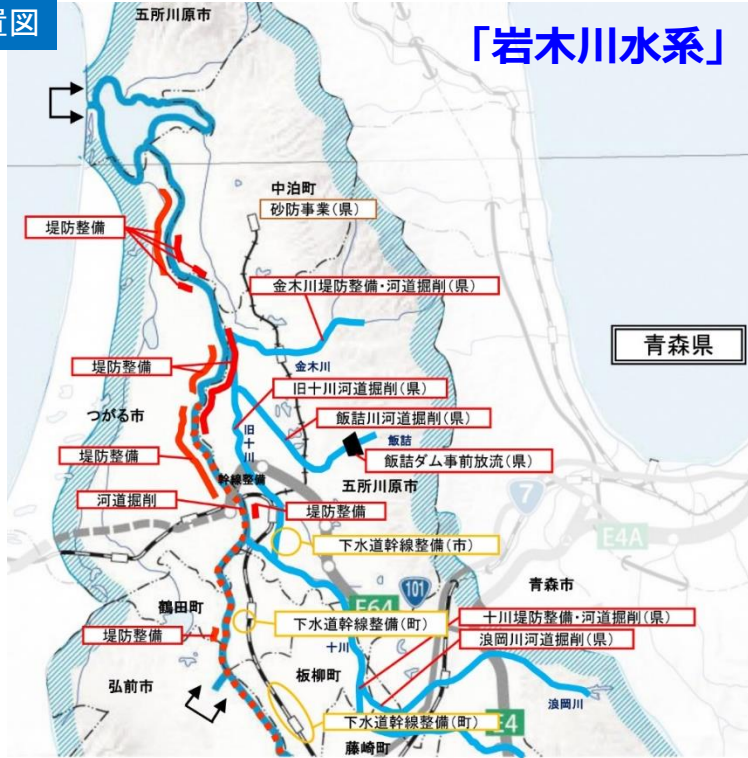 置図
五所川原市
「岩木川水系」
中泊町
砂防事業(県)
堤防整備
金木川堤防整備・河道掘削(県)
青森県
金木川
堤防整備
旧十川河道掘削(県)
つがる市
飯詰川河道掘削(県)
旧十川
飯詰
堤防整備
飯詰ダム事前放流(県)
幹線整備
五所川原市
7
河道掘削
堤防整備
E4A
下水道幹線整備(市)
青森市
101
鶴田町
E64
十川堤防整備・河道掘削(県)
下水道幹線整備(町)
堤防整備
浪岡川河道掘削(県)
十川
板柳町
弘前市
浪岡川
下水道幹線整備(町)
E4
藤崎町